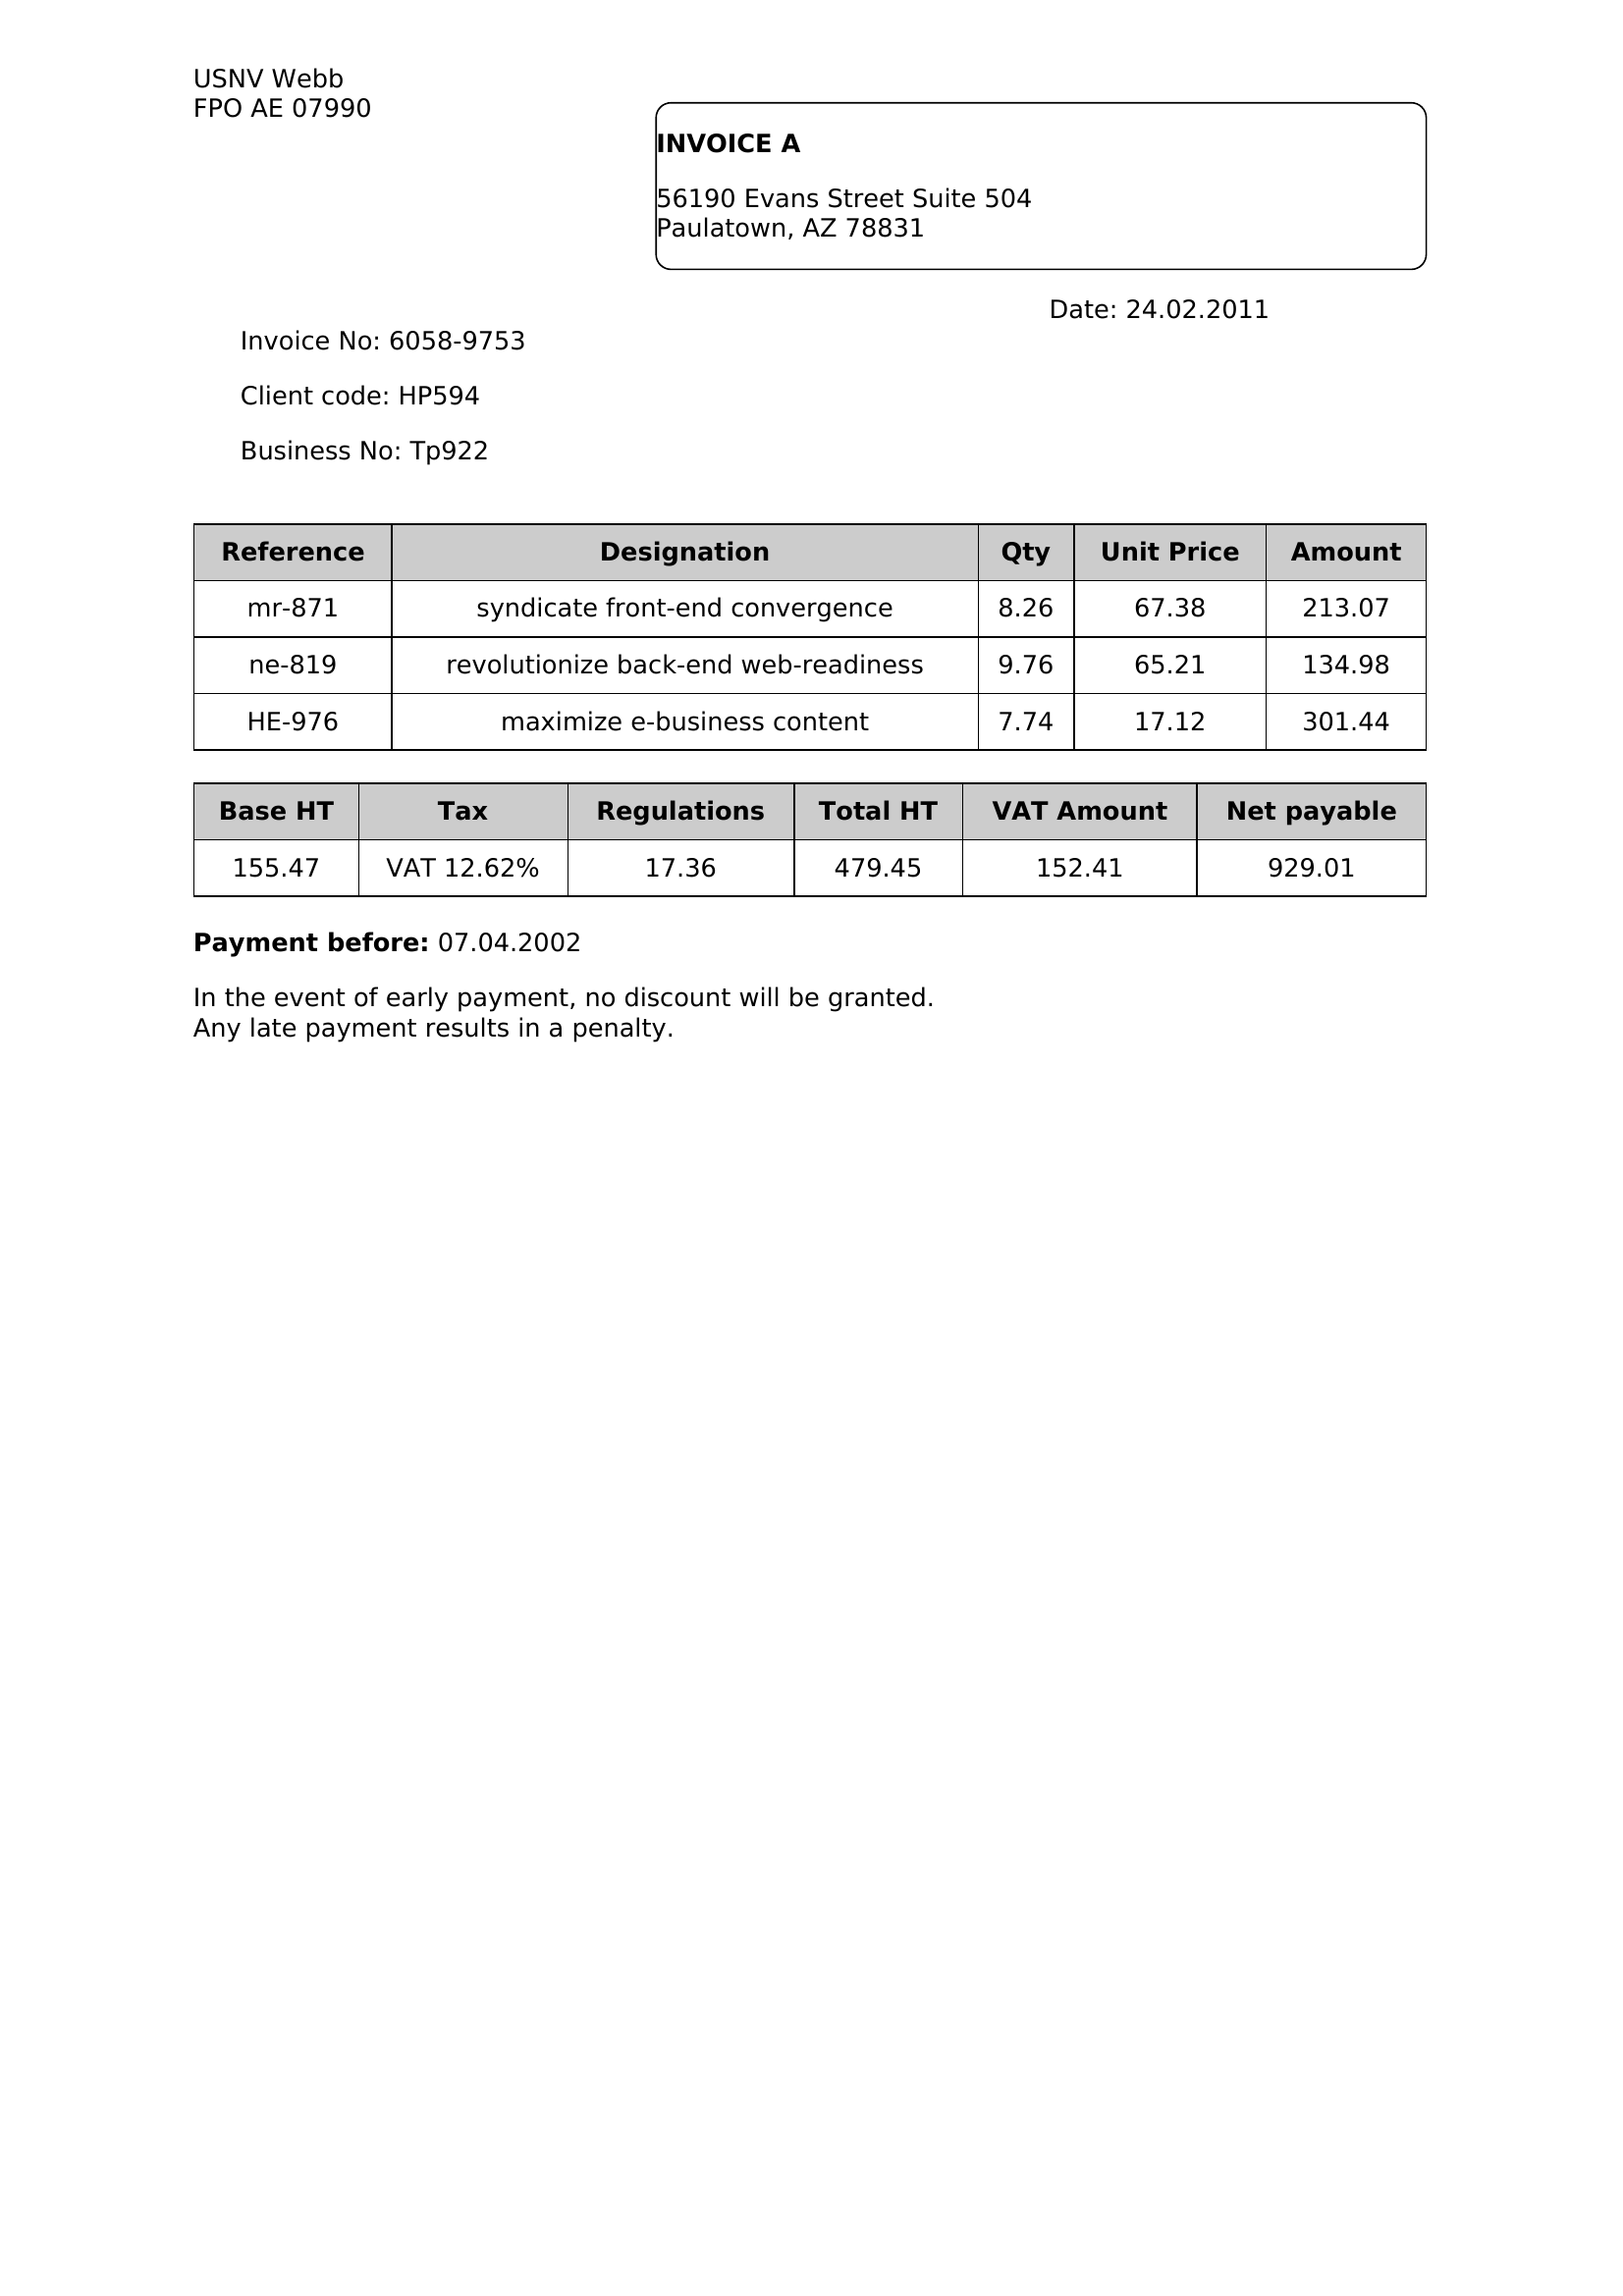 USNV Webb
FPO AE 07990
INVOICE A
56190 Evans Street Suite 504
Paulatown, AZ 78831
Date: 24.02.2011
Invoice No: 6058-9753
Client code: HP594
Business No: Tp922
Reference Designation Qty Unit Price Amount
mr-871 syndicate front-end convergence 8.26 67.38 213.07
ne-819 revolutionize back-end web-readiness 9.76 65.21 134.98
HE-976 maximize e-business content 7.74 17.12 301.44
Base HT Tax Regulations Total HT VAT Amount Net payable
155.47 VAT 12.62% 17.36 479.45 152.41 929.01
Payment before: 07.04.2002
In the event of early payment, no discount will be granted.
Any late payment results in a penalty.